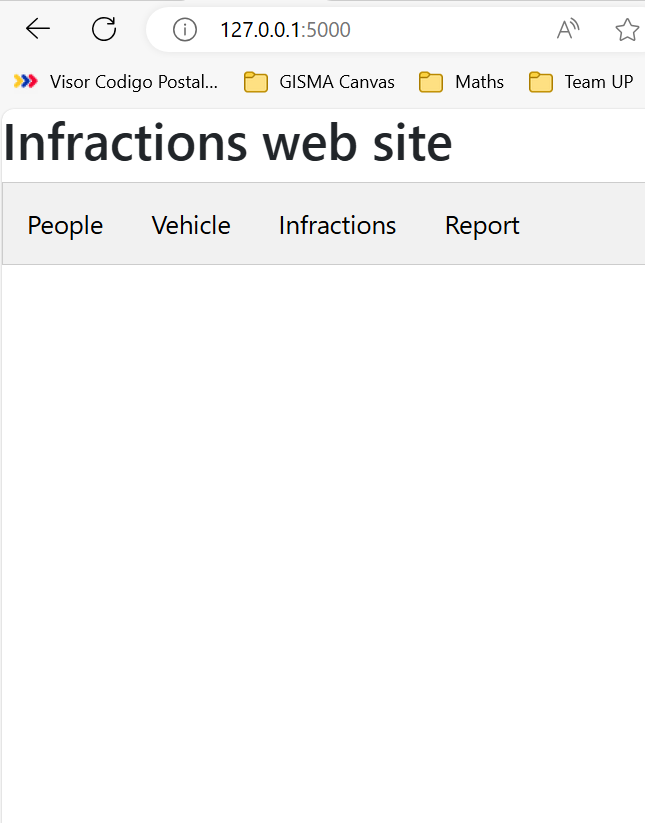 127.0.0.1:5000
Visor Codigo Postal... GISMA Canvas Maths Team UP
Infractions web site
People Vehicle Infractions Report